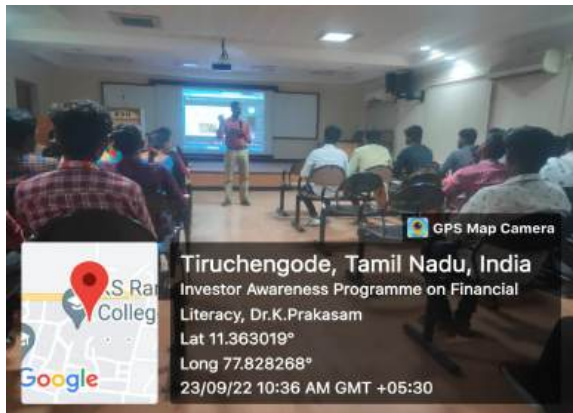 GPS Map Camera
Tiruchengode, Tamil Nadu, India
Investor Awareness Programme on Financial
Literacy, Dr.K.Prakasam
Lat 11.363019°
Long 77.828268°
23/09/22 10:36 AM GMT +05:30
Colleg
Google